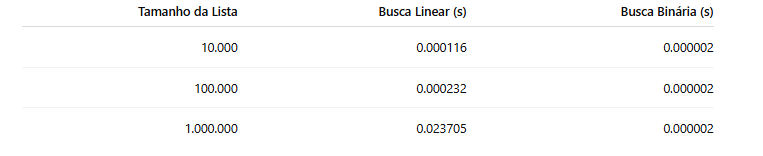 Tamanho da Lista Busca Linear (s) Busca Binária (s)
10.000 0.000116 0.000002
100.000 0.000232 0.000002
1.000.000 0.023705 0.000002